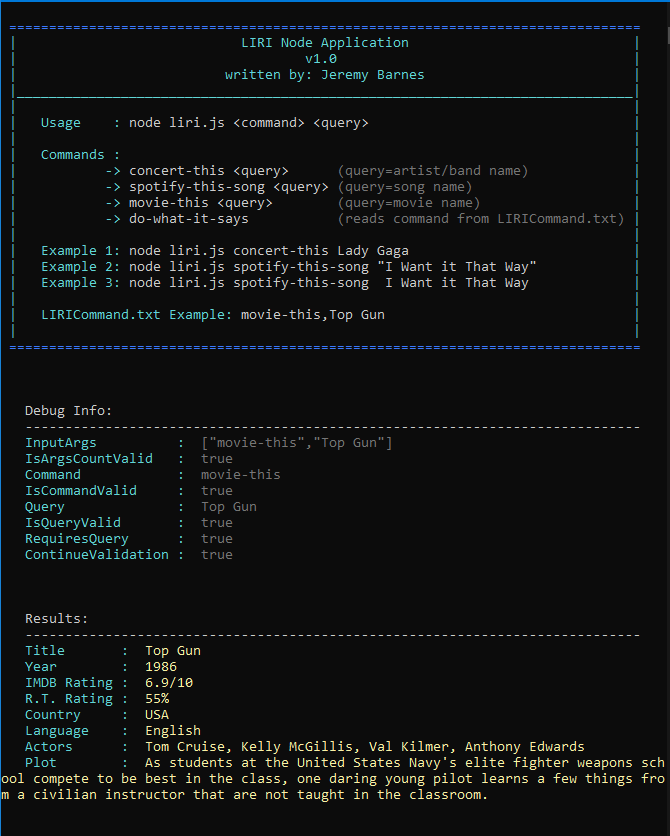 LIRI Node Application
v1.0
written by: Jeremy Barnes
Usage    : node liri.js <command> <query>
Commands :
-> concert-this <query>      (query=artist/band name)
-> spotify-this-song <query> (query=song name)
-> movie-this <query>        (query=movie name)
-> do-what-it-says           (reads command from LIRICommand.txt)
Example 1: node liri.js concert-this Lady Gaga
Example 2: node liri.js spotify-this-song "I Want it That Way"
Example 3: node liri.js spotify-this-song  I Want it That Way
LIRICommand.txt Example: movie-this,Top Gun
Debug Info:
InputArgs          :  ["movie-this","Top Gun"]
IsArgsCountValid   :  true
Command            :  movie-this
IsCommandValid     :  true
Query              :  Top Gun
IsQueryValid       :  true
RequiresQuery      :  true
ContinueValidation :  true
Results:
Title       :  Top Gun
Year        :  1986
IMDB Rating :  6.9/10
R.T. Rating :  55%
Country     :  USA
Language    :  English
Actors      :  Tom Cruise, Kelly McGillis, Val Kilmer, Anthony Edwards
Plot        :  As students at the United States Navy's elite fighter weapons sch
ool compete to be best in the class, one daring young pilot learns a few things fro
m a civilian instructor that are not taught in the classroom.